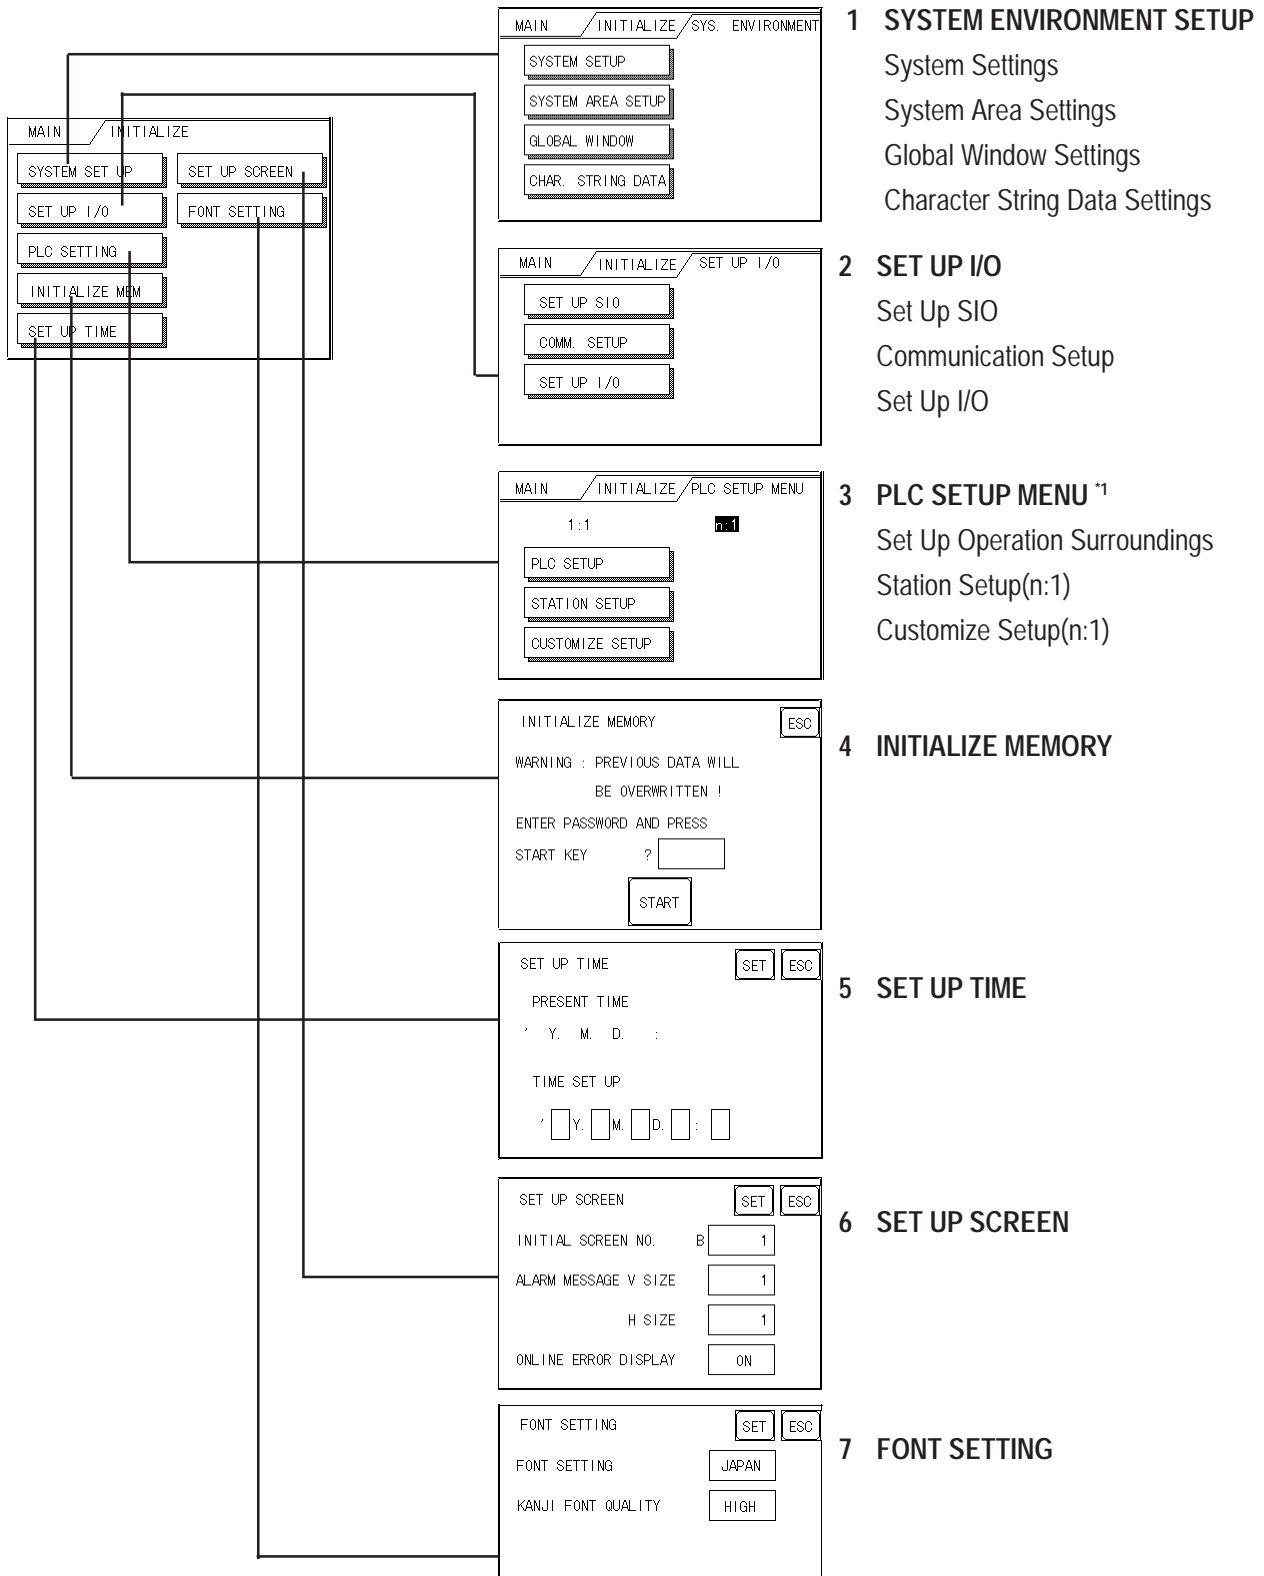 MAIN INITIALIZE
SYSTEM SET UP SET UP SCREEN
SET UP I/O FONT SETTING
PLC SETTING
INITIALIZE MEM
SET UP TIME
MAIN INITIALIZE SYS. ENVIRONMENT
SYSTEM SETUP
SYSTEM AREA SETUP
GLOBAL WINDOW
CHAR. STRING DATA
1 SYSTEM ENVIRONMENT SETUP
System Settings
System Area Settings
Global Window Settings
Character String Data Settings
MAIN INITIALIZE SET UP I/O
SET UP SIO
COMM. SETUP
SET UP I/O
2 SET UP I/O
Set Up SIO
Communication Setup
Set Up I/O
MAIN INITIALIZE PLC SETUP MENU
1:1 n:1
PLC SETUP
STATION SETUP
CUSTOMIZE SETUP
3 PLC SETUP MENU *1
Set Up Operation Surroundings
Station Setup(n:1)
Customize Setup(n:1)
INITIALIZE MEMORY ESC
WARNING : PREVIOUS DATA WILL
BE OVERWRITTEN !
ENTER PASSWORD AND PRESS
START KEY ?
START
4 INITIALIZE MEMORY
SET UP TIME SET ESC
PRESENT TIME
' Y. M. D. :
TIME SET UP
' Y. M. D. :
5 SET UP TIME
SET UP SCREEN SET ESC
INITIAL SCREEN NO. B 1
ALARM MESSAGE V SIZE 1
H SIZE 1
ONLINE ERROR DISPLAY ON
6 SET UP SCREEN
FONT SETTING SET ESC
FONT SETTING JAPAN
KANJI FONT QUALITY HIGH
7 FONT SETTING